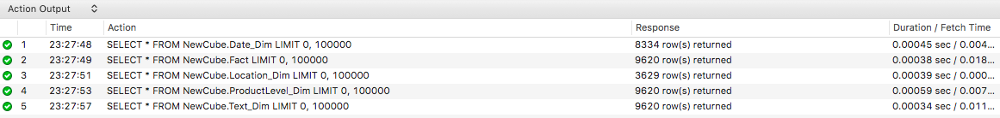 Action Output
Time Action Response Duration / Fetch Time
1 23:27:48 SELECT * FROM NewCube.Date_Dim LIMIT 0, 100000 8334 row(s) returned 0.00045 sec / 0.004...
2 23:27:49 SELECT * FROM NewCube.Fact LIMIT 0, 100000 9620 row(s) returned 0.00038 sec / 0.018...
3 23:27:51 SELECT * FROM NewCube.Location_Dim LIMIT 0, 100000 3629 row(s) returned 0.00039 sec / 0.000...
4 23:27:53 SELECT * FROM NewCube.ProductLevel_Dim LIMIT 0, 100000 9620 row(s) returned 0.00059 sec / 0.007...
5 23:27:57 SELECT * FROM NewCube.Text_Dim LIMIT 0, 100000 9620 row(s) returned 0.00034 sec / 0.011...